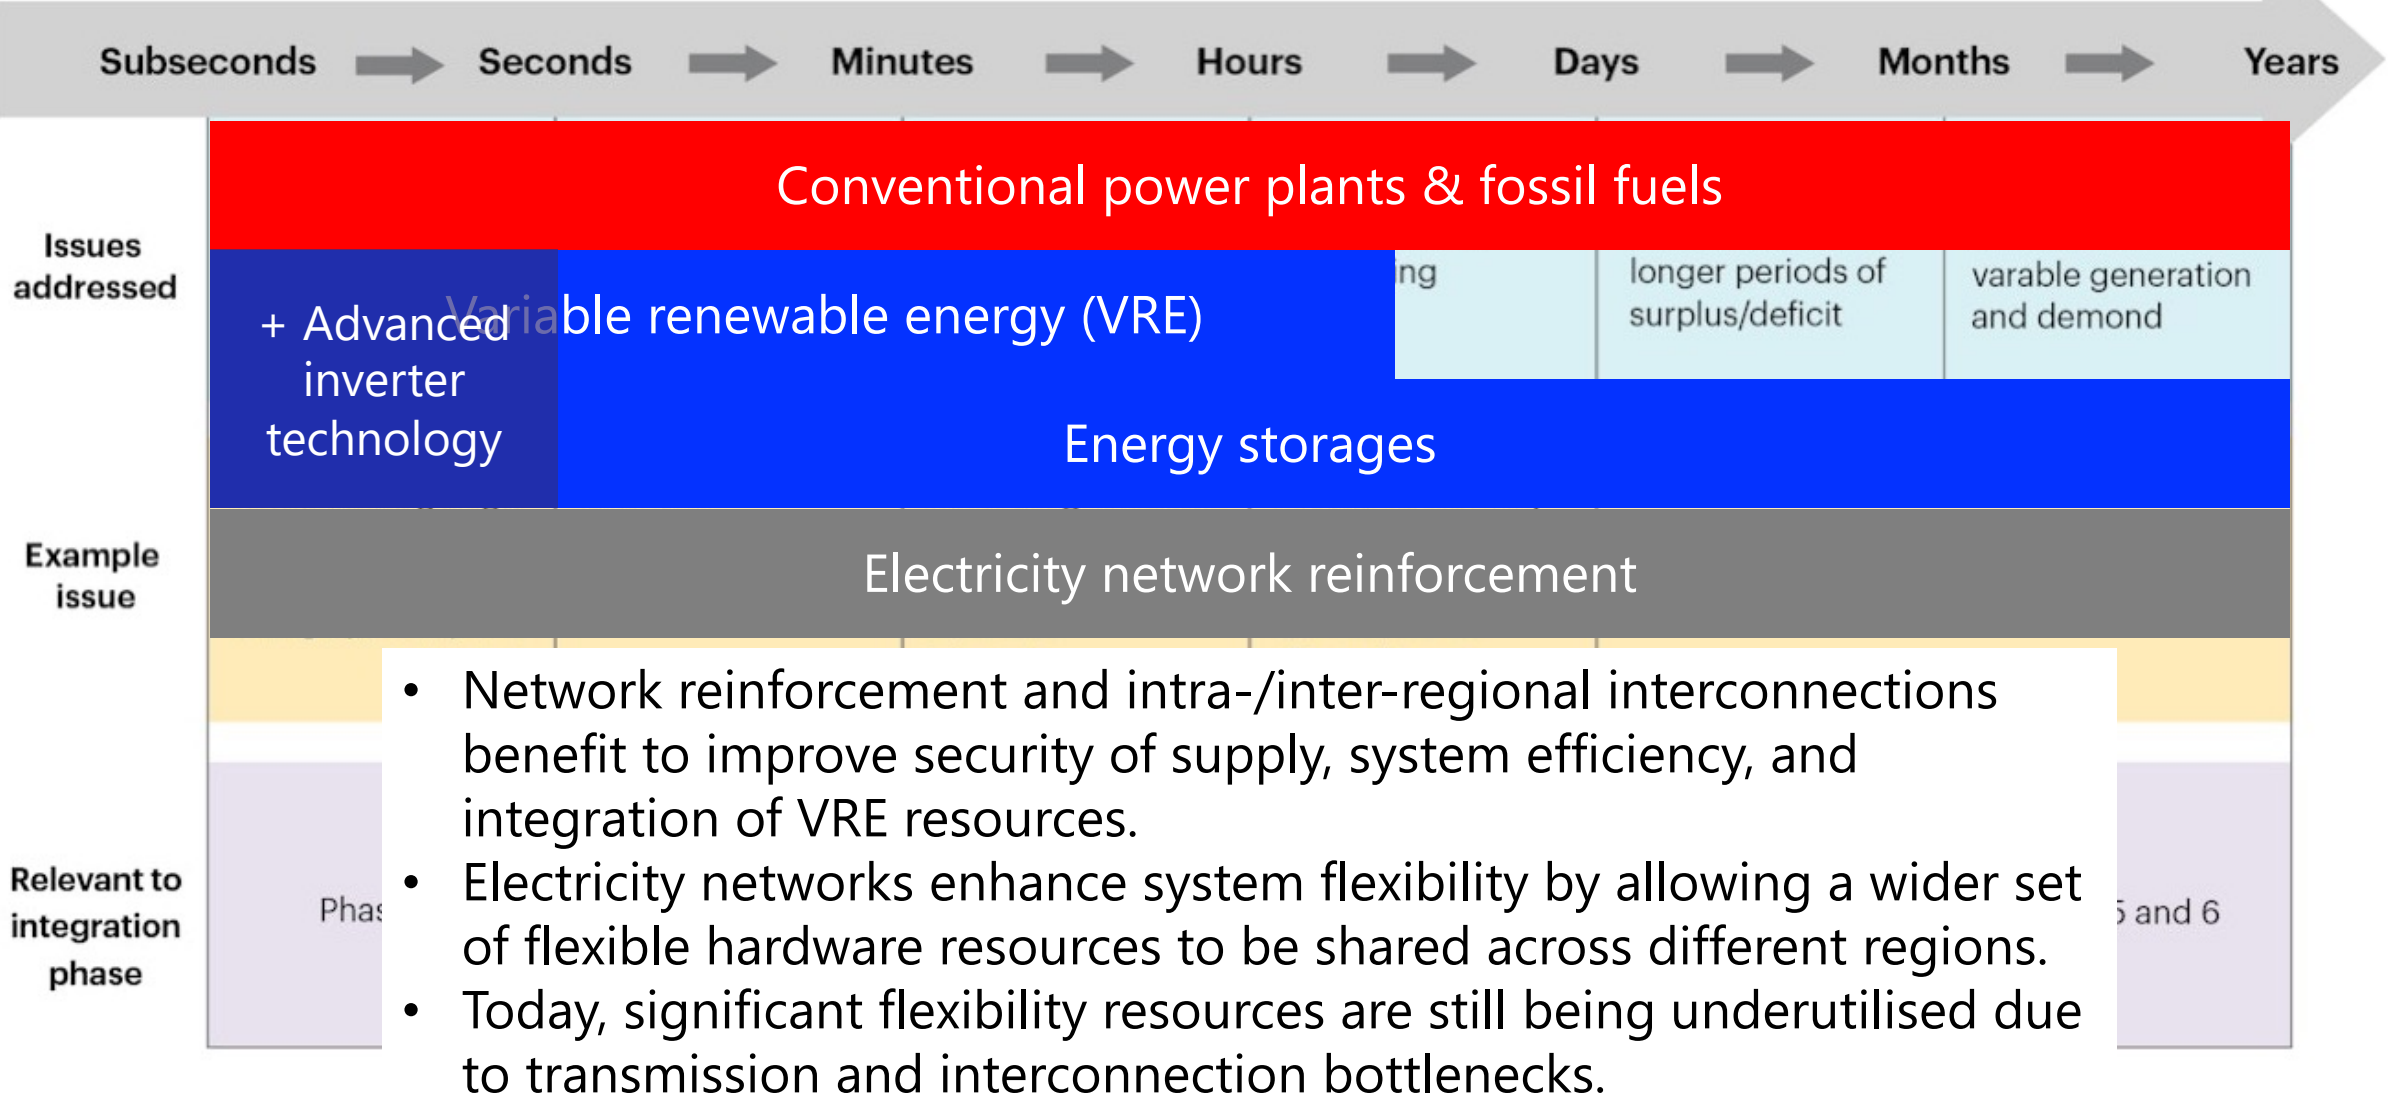 Subseconds Seconds Minutes Hours Days Months Years
Conventional power plants & fossil fuels
Issues
addressed
Variable renewable energy (VRE)
+ Advanced
inverter
technology
longer periods of
surplus/deficit
varable generation
and demond
Energy storages
Example
issue
Electricity network reinforcement
• Network reinforcement and intra-/inter-regional interconnections
benefit to improve security of supply, system efficiency, and
integration of VRE resources.
• Electricity networks enhance system flexibility by allowing a wider set
of flexible hardware resources to be shared across different regions.
• Today, significant flexibility resources are still being underutilised due
to transmission and interconnection bottlenecks.
Relevant to
integration
phase
and 6